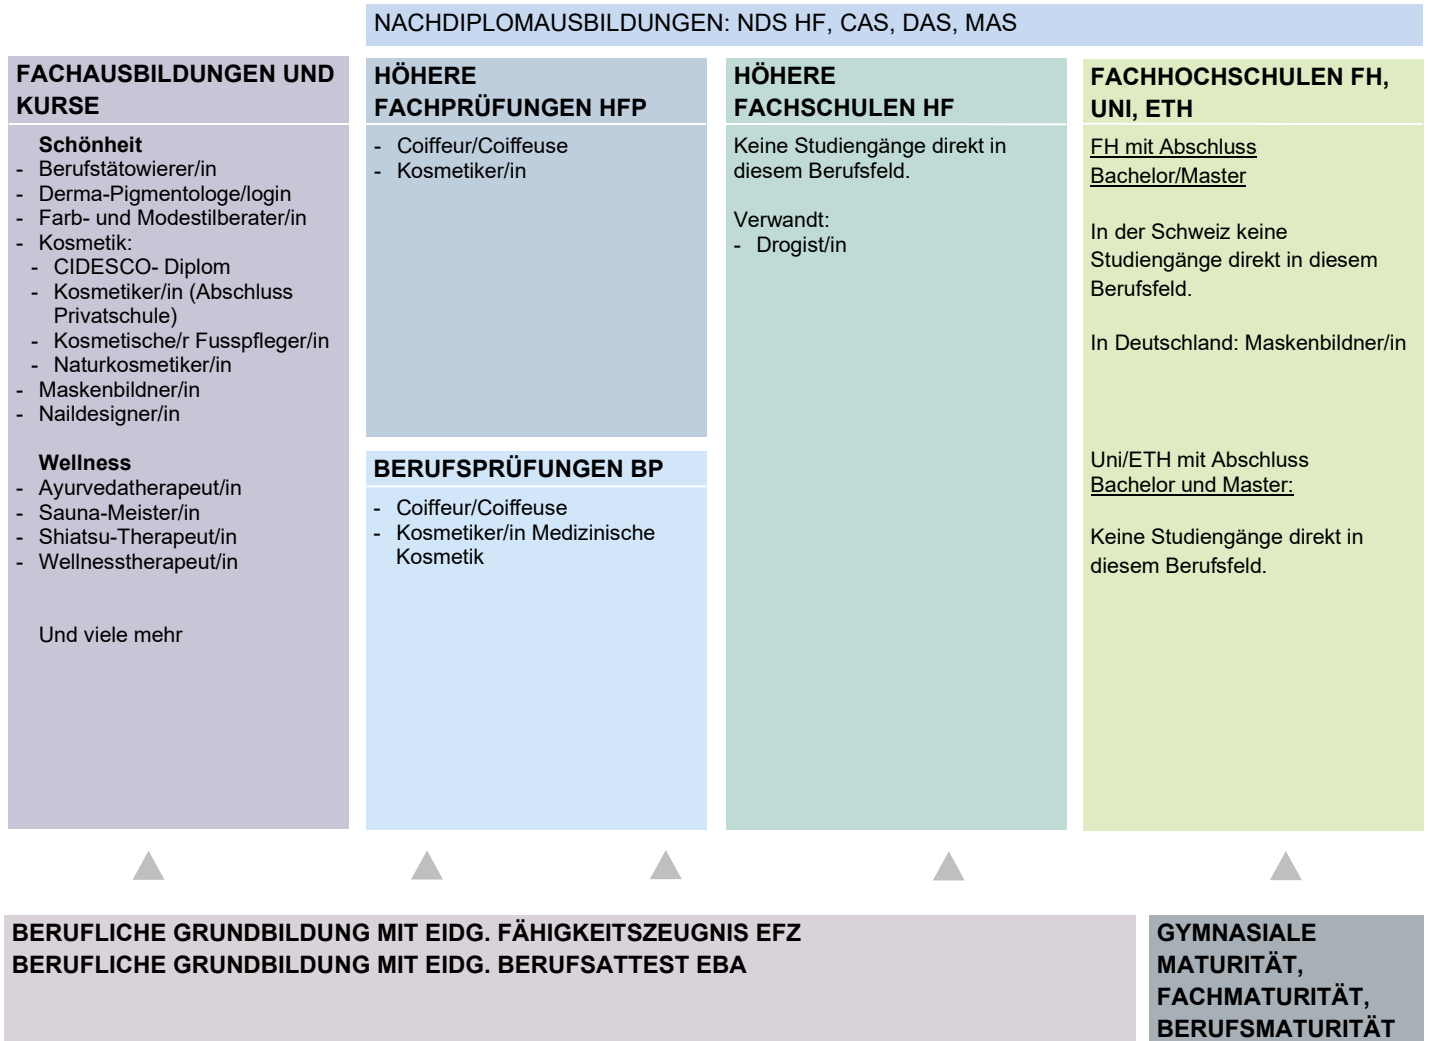 NACHDIPLOMAUSBILDUNGEN: NDS HF, CAS, DAS, MAS
FACHAUSBILDUNGEN UND
KURSE
Schönheit
- Berufstätowierer/in
- Derma-Pigmentologe/login
- Farb- und Modestilberater/in
- Kosmetik:
- CIDESCO- Diplom
- Kosmetiker/in (Abschluss
Privatschule)
- Kosmetische/r Fusspfleger/in
- Naturkosmetiker/in
- Maskenbildner/in
- Naildesigner/in
Wellness
- Ayurvedatherapeut/in
- Sauna-Meister/in
- Shiatsu-Therapeut/in
- Wellnesstherapeut/in
Und viele mehr
HÖHERE
FACHPRÜFUNGEN HFP
- Coiffeur/Coiffeuse
- Kosmetiker/in
BERUFSPRÜFUNGEN BP
- Coiffeur/Coiffeuse
- Kosmetiker/in Medizinische
Kosmetik
HÖHERE
FACHSCHULEN HF
Keine Studiengänge direkt in
diesem Berufsfeld.
Verwandt:
- Drogist/in
FACHHOCHSCHULEN FH,
UNI, ETH
FH mit Abschluss
Bachelor/Master
In der Schweiz keine
Studiengänge direkt in diesem
Berufsfeld.
In Deutschland: Maskenbildner/in
Uni/ETH mit Abschluss
Bachelor und Master:
Keine Studiengänge direkt in
diesem Berufsfeld.
BERUFLICHE GRUNDBILDUNG MIT EIDG. FÄHIGKEITSZEUGNIS EFZ
BERUFLICHE GRUNDBILDUNG MIT EIDG. BERUFSATTEST EBA
GYMNASIALE
MATURITÄT,
FACHMATURITÄT,
BERUFSMATURITÄT